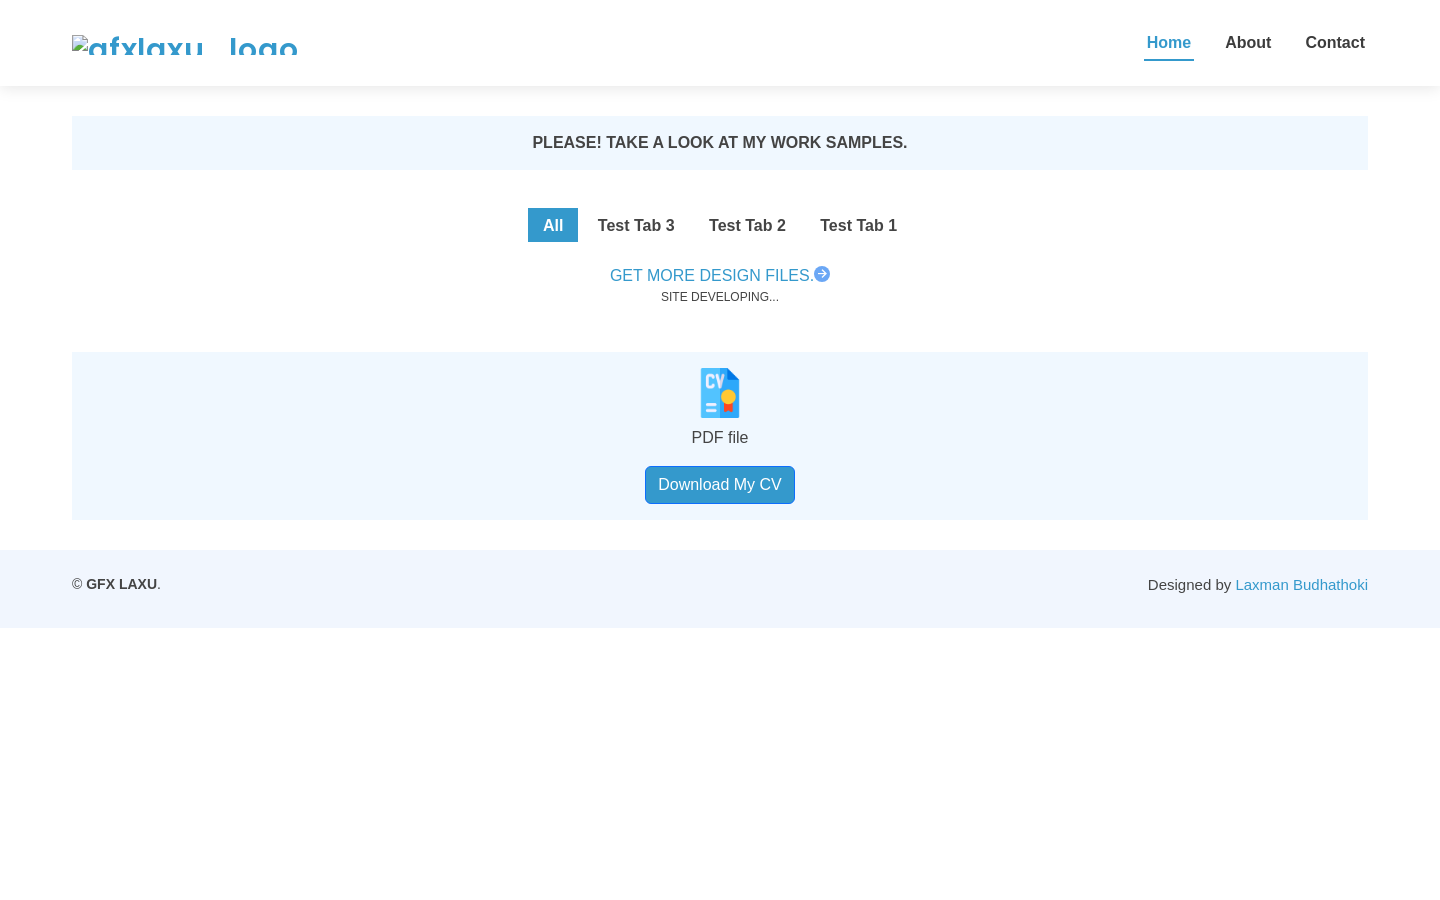 gfxlaxu_logo
Home
About
Contact
PLEASE! TAKE A LOOK AT MY WORK SAMPLES.
All
Test Tab 3
Test Tab 2
Test Tab 1
GET MORE DESIGN FILES.
SITE DEVELOPING...
CV
PDF file
Download My CV
© GFX LAXU.
Designed by Laxman Budhathoki